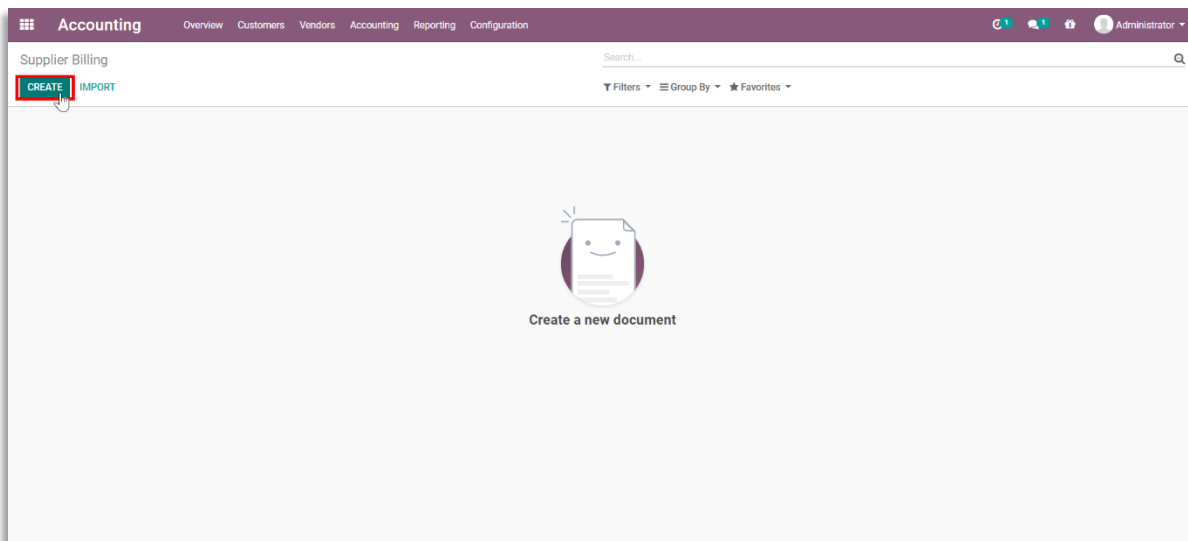 Accounting Overview Customers Vendors Accounting Reporting Configuration 1 1 Administrator
Supplier Billing Search...
CREATE IMPORT Filters Group By Favorites
Create a new document